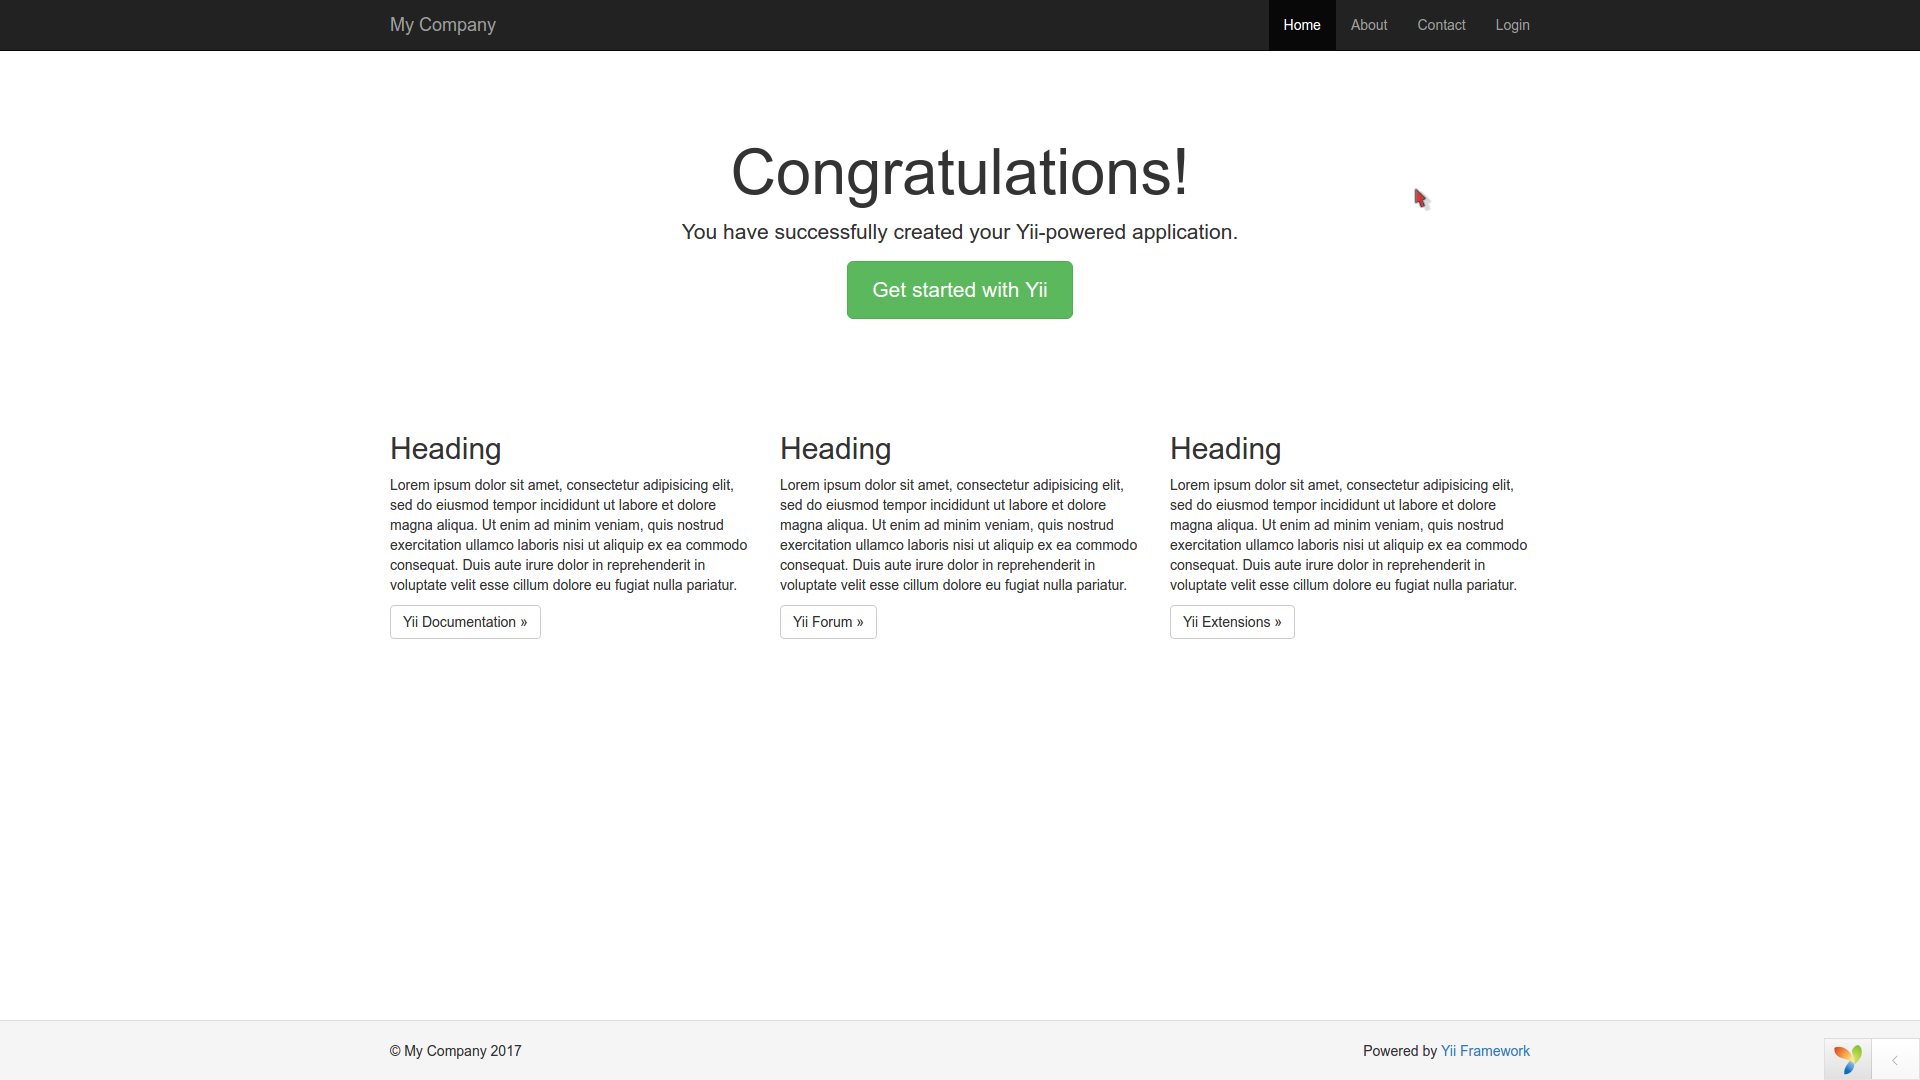 My Company
Home About Contact Login
Congratulations!
You have successfully created your Yii-powered application.
Get started with Yii
Heading
Lorem ipsum dolor sit amet, consectetur adipisicing elit,
sed do eiusmod tempor incididunt ut labore et dolore
magna aliqua. Ut enim ad minim veniam, quis nostrud
exercitation ullamco laboris nisi ut aliquip ex ea commodo
consequat. Duis aute irure dolor in reprehenderit in
voluptate velit esse cillum dolore eu fugiat nulla pariatur.
Yii Documentation »
Heading
Lorem ipsum dolor sit amet, consectetur adipisicing elit,
sed do eiusmod tempor incididunt ut labore et dolore
magna aliqua. Ut enim ad minim veniam, quis nostrud
exercitation ullamco laboris nisi ut aliquip ex ea commodo
consequat. Duis aute irure dolor in reprehenderit in
voluptate velit esse cillum dolore eu fugiat nulla pariatur.
Yii Forum »
Heading
Lorem ipsum dolor sit amet, consectetur adipisicing elit,
sed do eiusmod tempor incididunt ut labore et dolore
magna aliqua. Ut enim ad minim veniam, quis nostrud
exercitation ullamco laboris nisi ut aliquip ex ea commodo
consequat. Duis aute irure dolor in reprehenderit in
voluptate velit esse cillum dolore eu fugiat nulla pariatur.
Yii Extensions »
© My Company 2017
Powered by Yii Framework